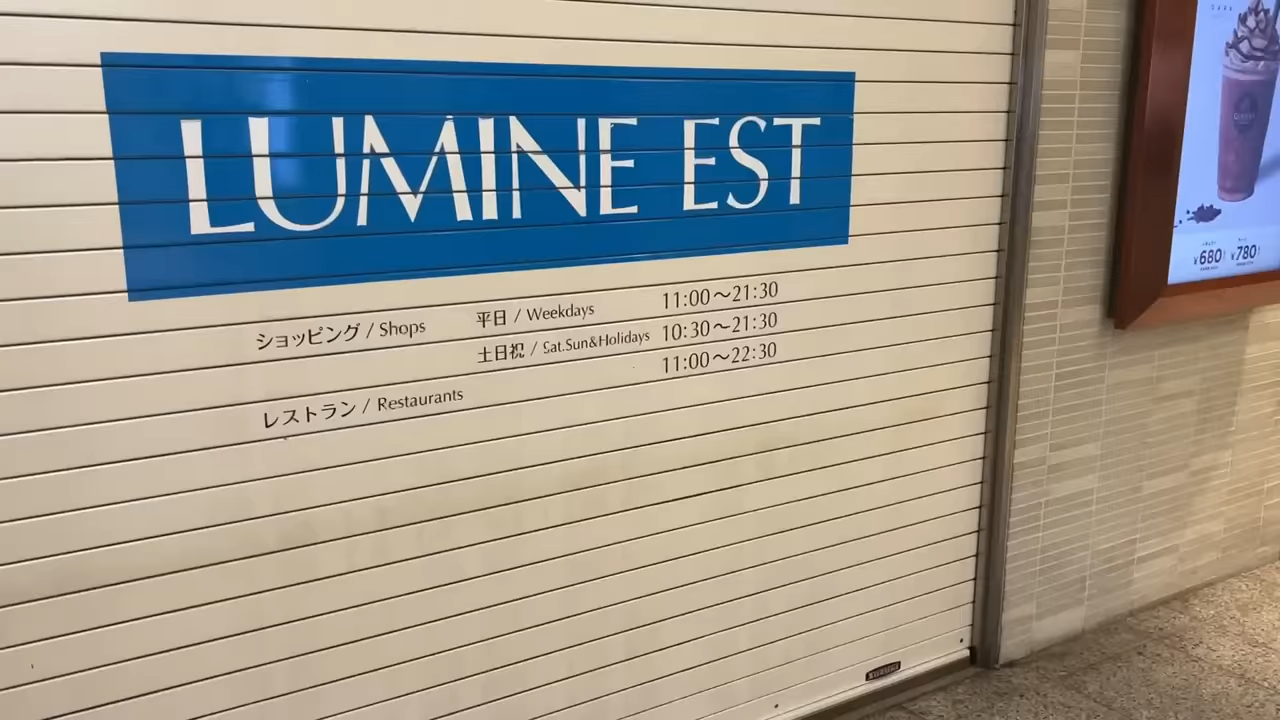 LUMINE EST
ショッピング / Shops 平日 / Weekdays 11:00〜21:30
土日祝 / Sat.Sun&Holidays 10:30〜21:30
レストラン / Restaurants 11:00〜22:30
¥680 ¥780